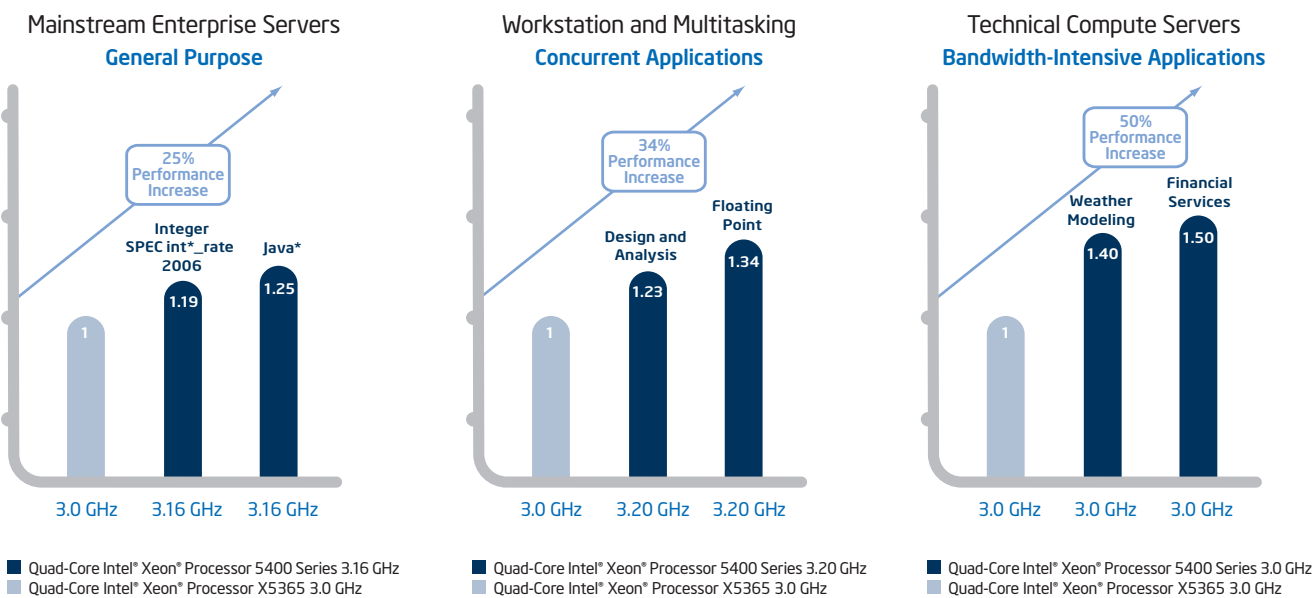 Mainstream Enterprise Servers
General Purpose
25%
Performance
Increase
Integer
SPEC int*_rate
2006
Java*
1
1.19
1.25
3.0 GHz 3.16 GHz 3.16 GHz
Quad-Core Intel® Xeon® Processor 5400 Series 3.16 GHz
Quad-Core Intel® Xeon® Processor X5365 3.0 GHz
Workstation and Multitasking
Concurrent Applications
34%
Performance
Increase
Design and
Analysis
Floating
Point
1
1.23
1.34
3.0 GHz 3.20 GHz 3.20 GHz
Quad-Core Intel® Xeon® Processor 5400 Series 3.20 GHz
Quad-Core Intel® Xeon® Processor X5365 3.0 GHz
Technical Compute Servers
Bandwidth-Intensive Applications
50%
Performance
Increase
Weather
Modeling
Financial
Services
1
1.40
1.50
3.0 GHz 3.0 GHz 3.0 GHz
Quad-Core Intel® Xeon® Processor 5400 Series 3.0 GHz
Quad-Core Intel® Xeon® Processor X5365 3.0 GHz